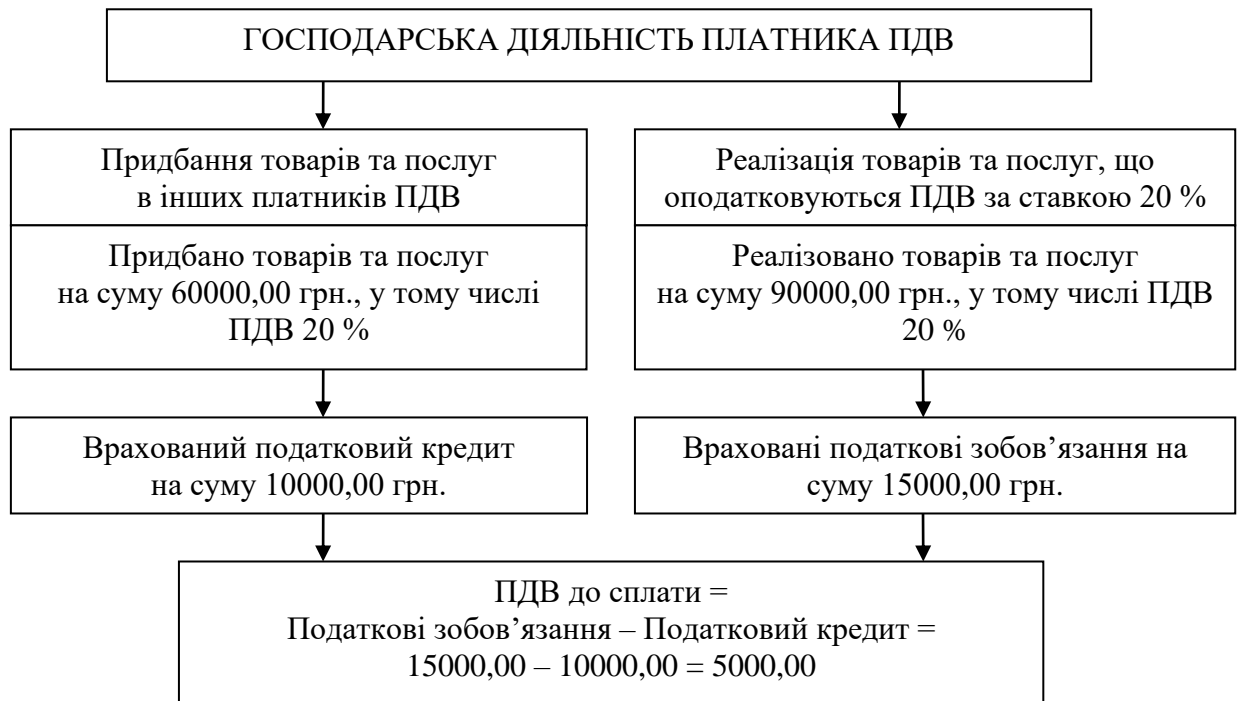 ГОСПОДАРСЬКА ДІЯЛЬНІСТЬ ПЛАТНИКА ПДВ
Придбання товарів та послуг
в інших платників ПДВ
Придбано товарів та послуг
на суму 60000,00 грн., у тому числі
ПДВ 20 %
Врахований податковий кредит
на суму 10000,00 грн.
Реалізація товарів та послуг, що
оподатковуються ПДВ за ставкою 20 %
Реалізовано товарів та послуг
на суму 90000,00 грн., у тому числі ПДВ
20 %
Враховані податкові зобов’язання на
суму 15000,00 грн.
ПДВ до сплати =
Податкові зобов’язання – Податковий кредит =
15000,00 – 10000,00 = 5000,00